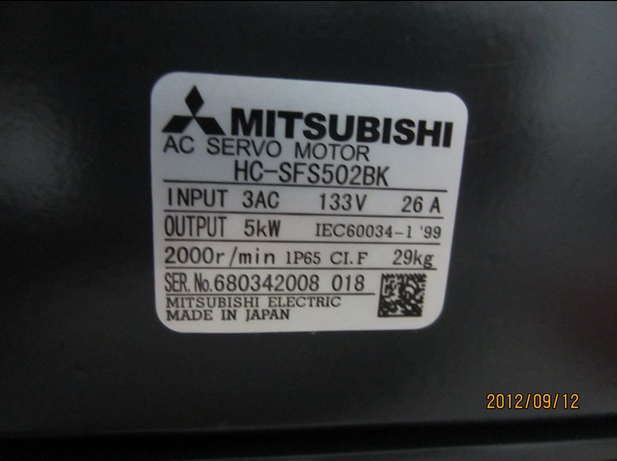 MITSUBISHI
AC SERVO MOTOR
HC-SFS502BK
INPUT 3AC 133V 26 A
OUTPUT 5kW IEC60034-1 '99
2000r/min IP65 CI.F 29kg
SER.No.680342008 018
MITSUBISHI ELECTRIC
MADE IN JAPAN
2012/09/12